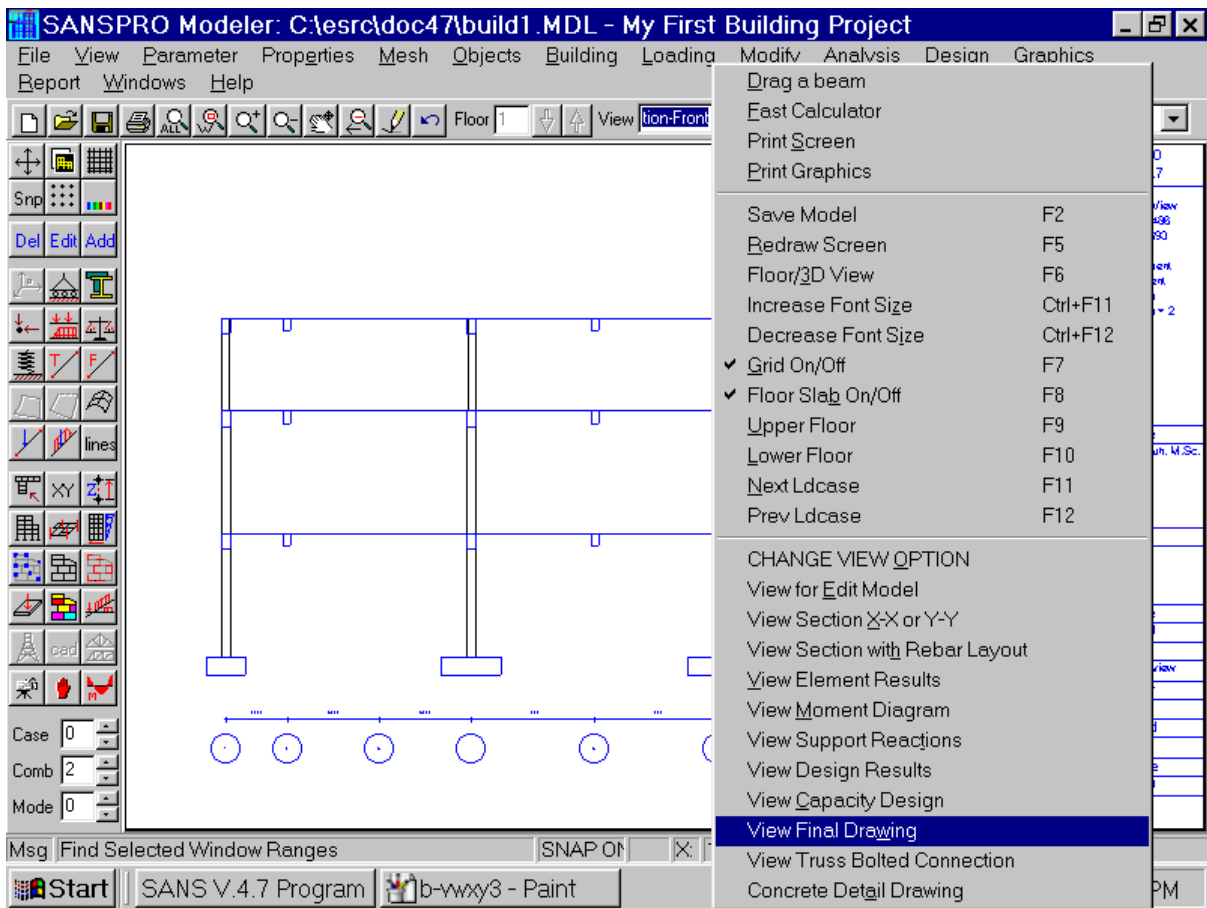 SANSPRO Modeler: C:\esrc\doc47\build1.MDL - My First Building Project
File View Parameter Properties Mesh Objects Building Loading Modify Analysis Design Graphics
Report Windows Help
ALL W Floor 1 View tion-Front
Snp
Del Edit Add
T F
lines
XY Z
cad
M
Case 0
Comb 2
Mode 0
Drag a beam
Fast Calculator
Print Screen
Print Graphics
Save Model F2
Redraw Screen F5
Floor/3D View F6
Increase Font Size Ctrl+F11
Decrease Font Size Ctrl+F12
Grid On/Off F7
Floor Slab On/Off F8
Upper Floor F9
Lower Floor F10
Next Ldcase F11
Prev Ldcase F12
CHANGE VIEW OPTION
View for Edit Model
View Section X-X or Y-Y
View Section with Rebar Layout
View Element Results
View Moment Diagram
View Support Reactions
View Design Results
View Capacity Design
View Final Drawing
View Truss Bolted Connection
Concrete Detail Drawing
M.Sc.
Msg Find Selected Window Ranges SNAP ON X:
Start SANS V.4.7 Program b-vwxy3 - Paint PM